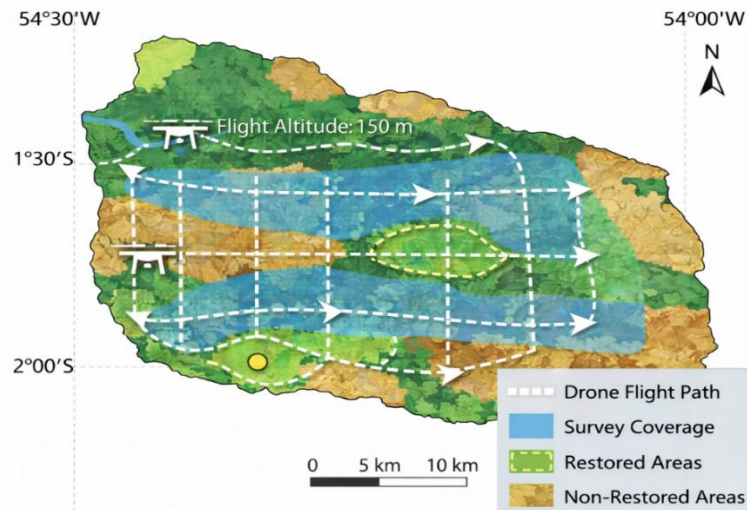 54°30'W
54°00'W
N
Flight Altitude: 150 m
1°30'S
2°00'S
Drone Flight Path
Survey Coverage
Restored Areas
Non-Restored Areas
0 5 km 10 km